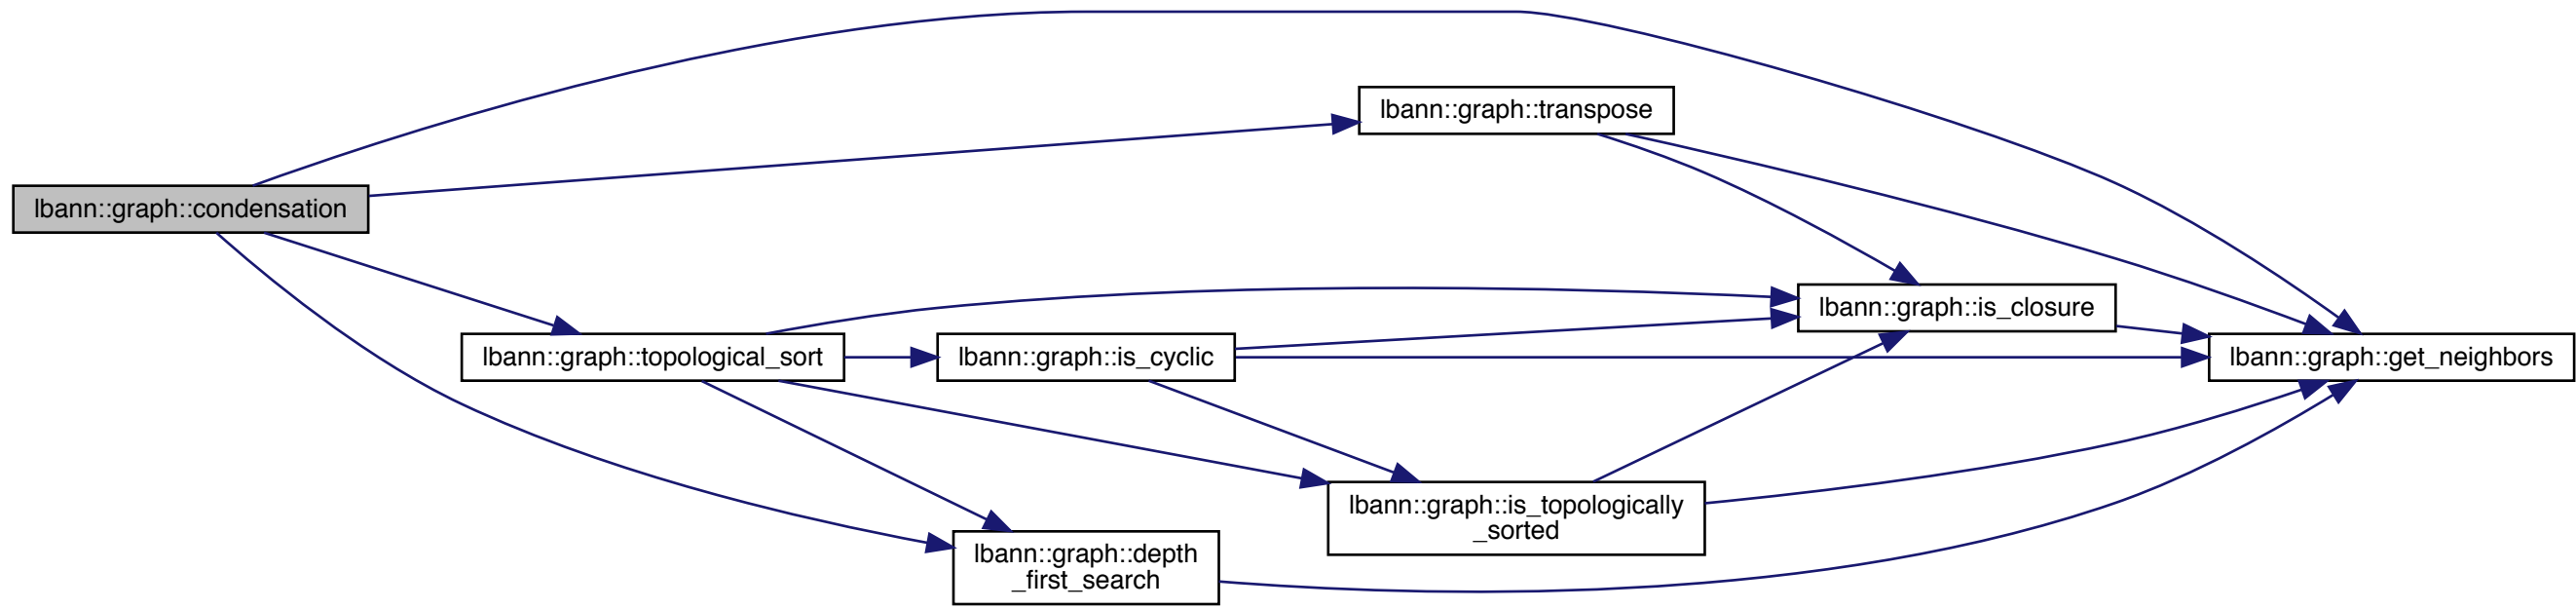 lbann::graph::transpose
lbann::graph::condensation
lbann::graph::is_closure
lbann::graph::topological_sort
lbann::graph::is_cyclic
lbann::graph::get_neighbors
lbann::graph::is_topologically
_sorted
lbann::graph::depth
_first_search